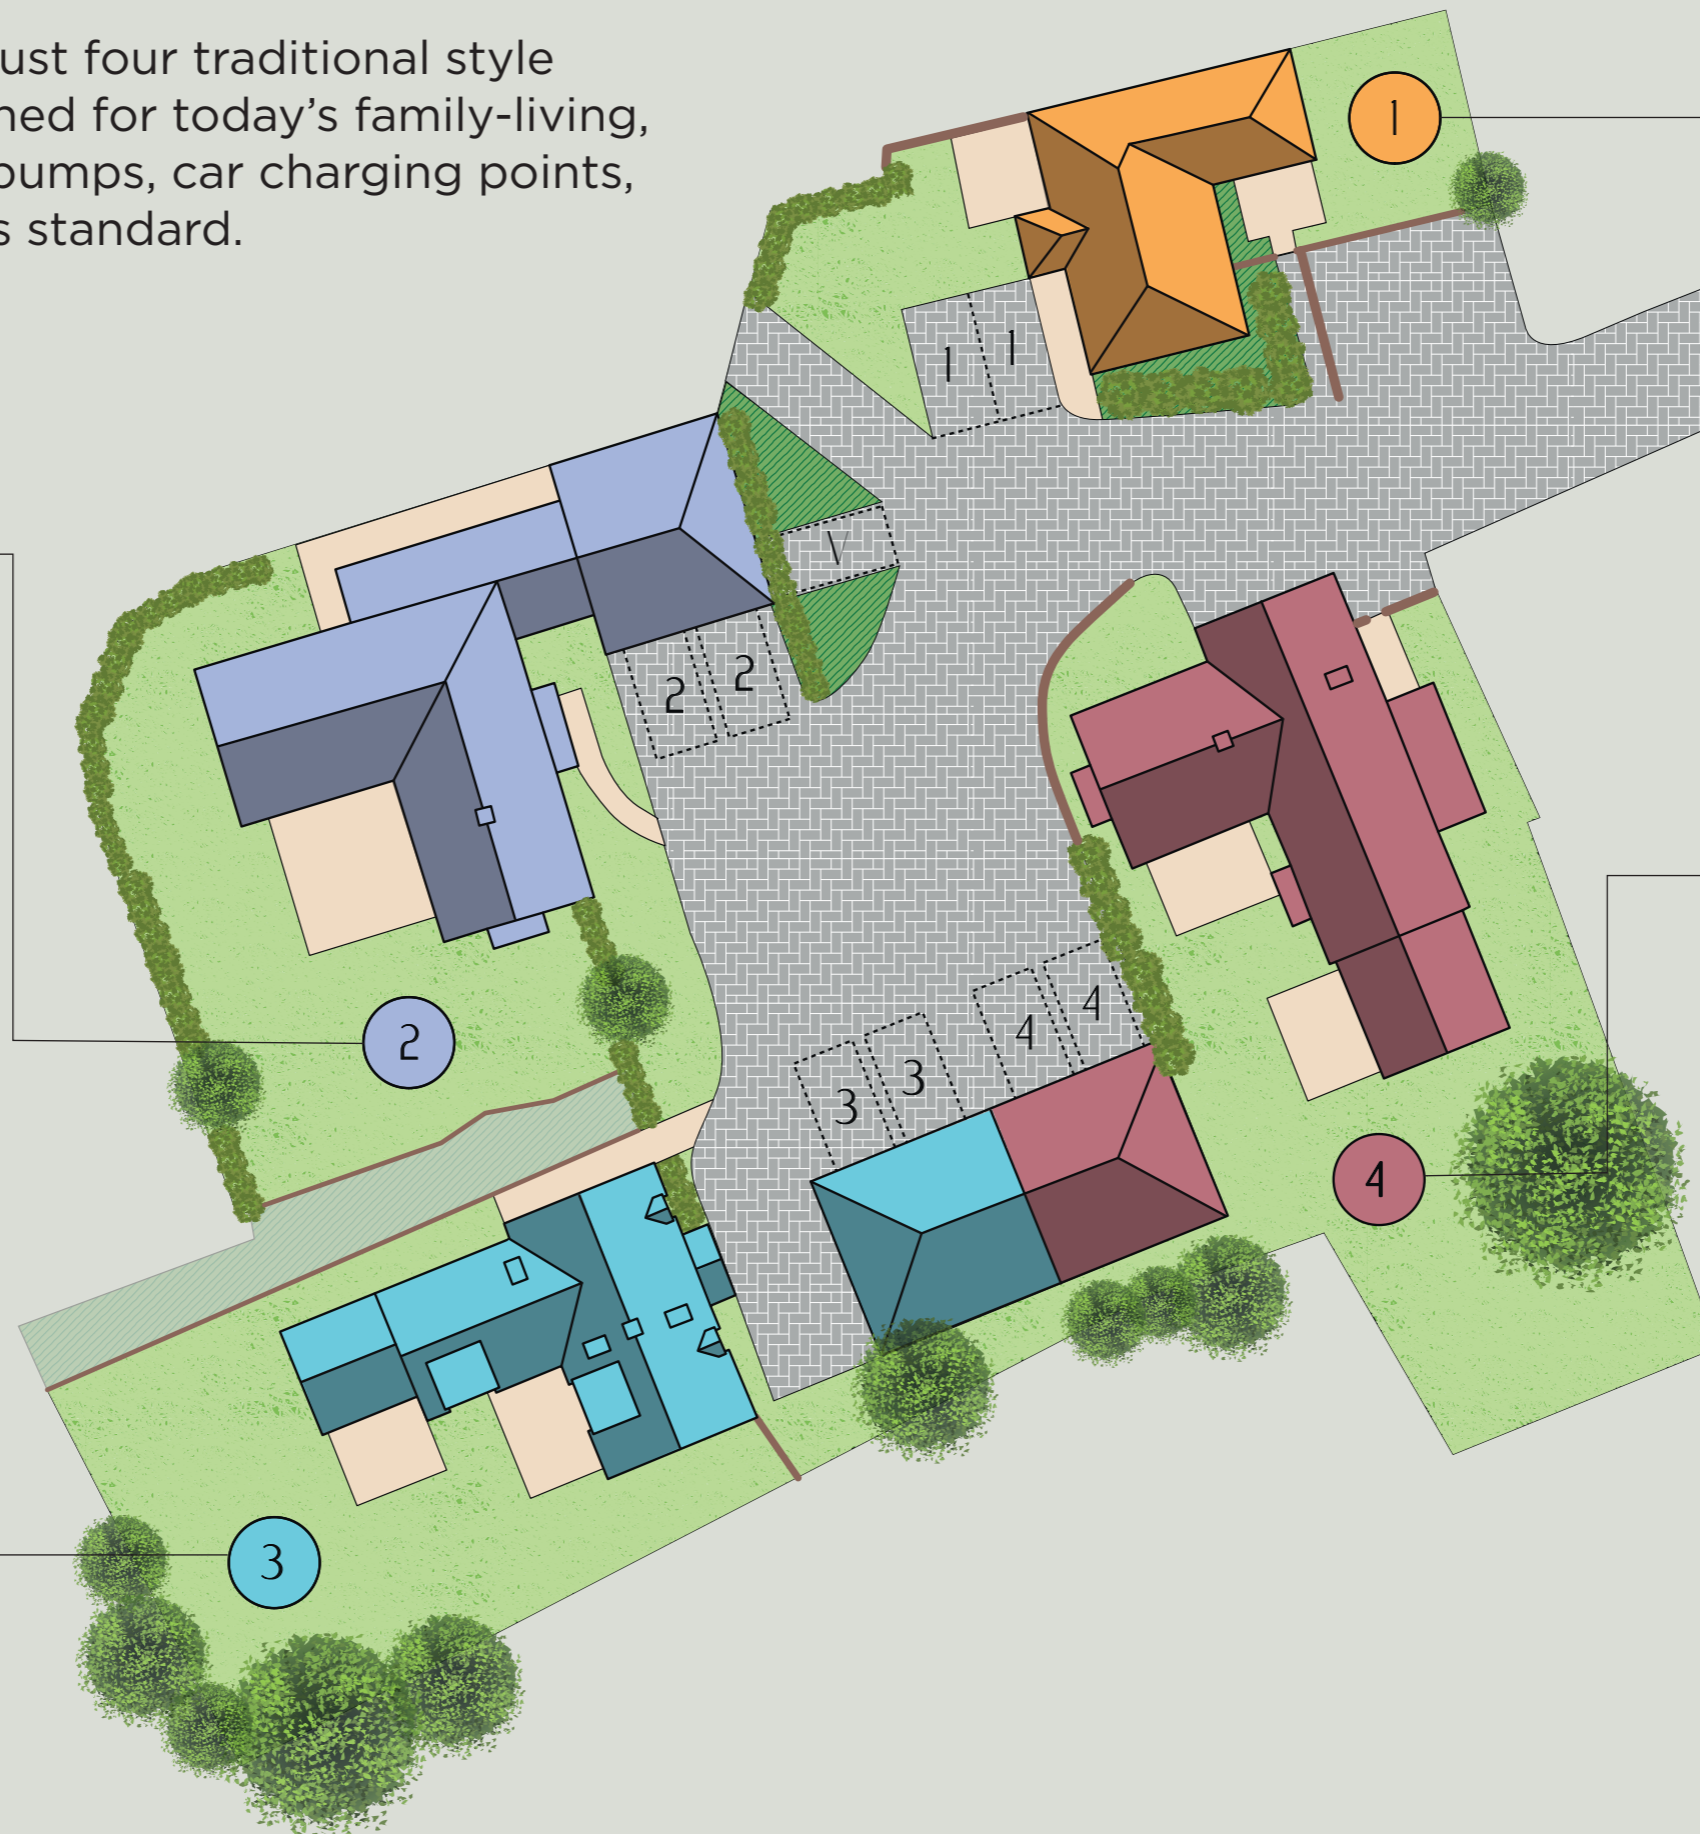 ust four traditional style
ned for today's family-living,
pumps, car charging points,
s standard.
1
1 1
V
2 2
2
4
4
3
3
4
3